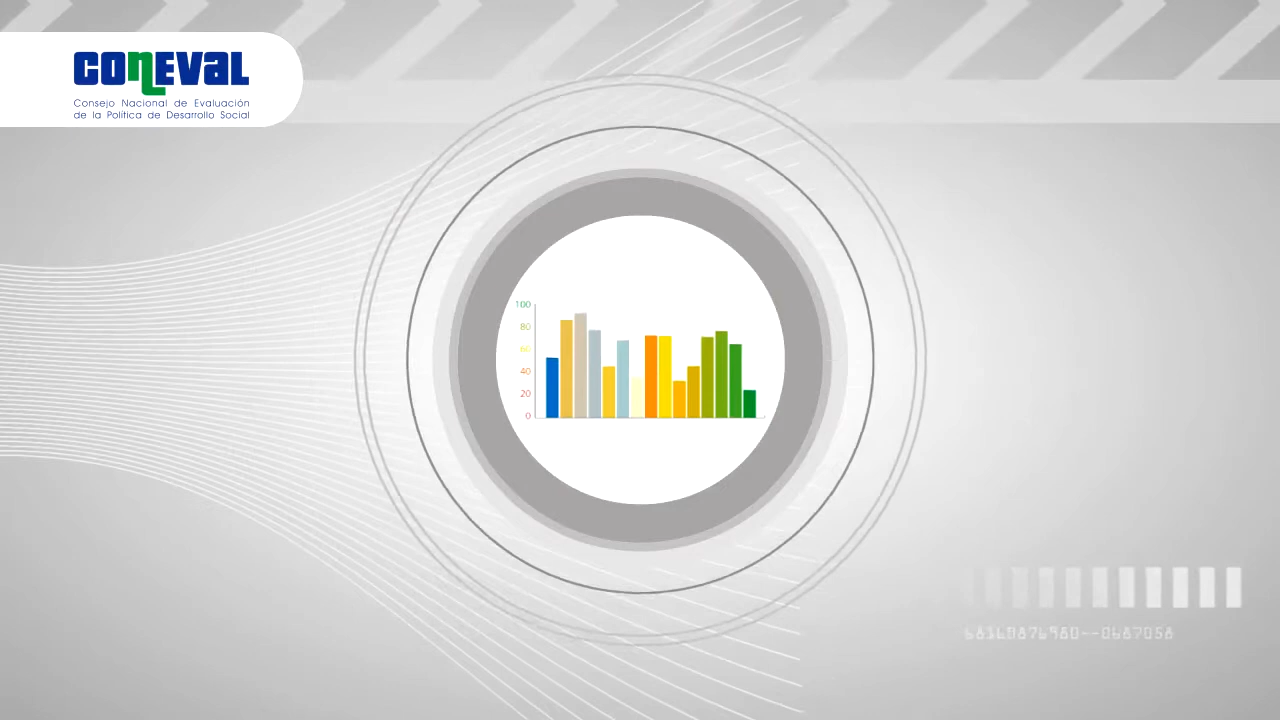 CONEVAL
Consejo Nacional de Evaluación
de la Política de Desarrollo Social
100
80
60
40
20
0